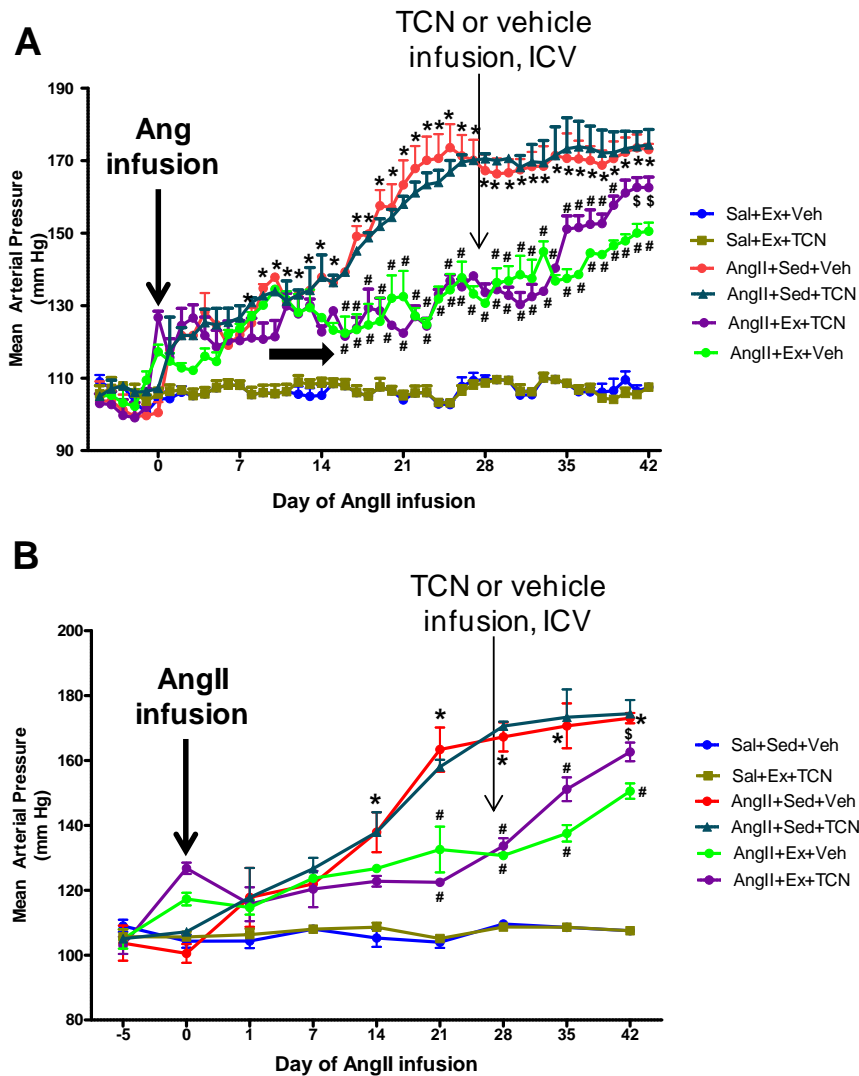 A
TCN or vehicle
infusion, ICV
Ang
infusion
190
170
150
130
110
90
Mean Arterial Pressure
(mm Hg)
0
7
14
21
28
35
42
Day of AngII infusion
Sal+Ex+Veh
Sal+Ex+TCN
AngII+Sed+Veh
AngII+Sed+TCN
AngII+Ex+TCN
AngII+Ex+Veh
B
TCN or vehicle
infusion, ICV
AngII
infusion
200
180
160
140
120
100
80
Mean Arterial Pressure
(mm Hg)
-5
0
1
7
14
21
28
35
42
Day of AngII infusion
Sal+Sed+Veh
Sal+Ex+TCN
AngII+Sed+Veh
AngII+Sed+TCN
AngII+Ex+Veh
AngII+Ex+TCN